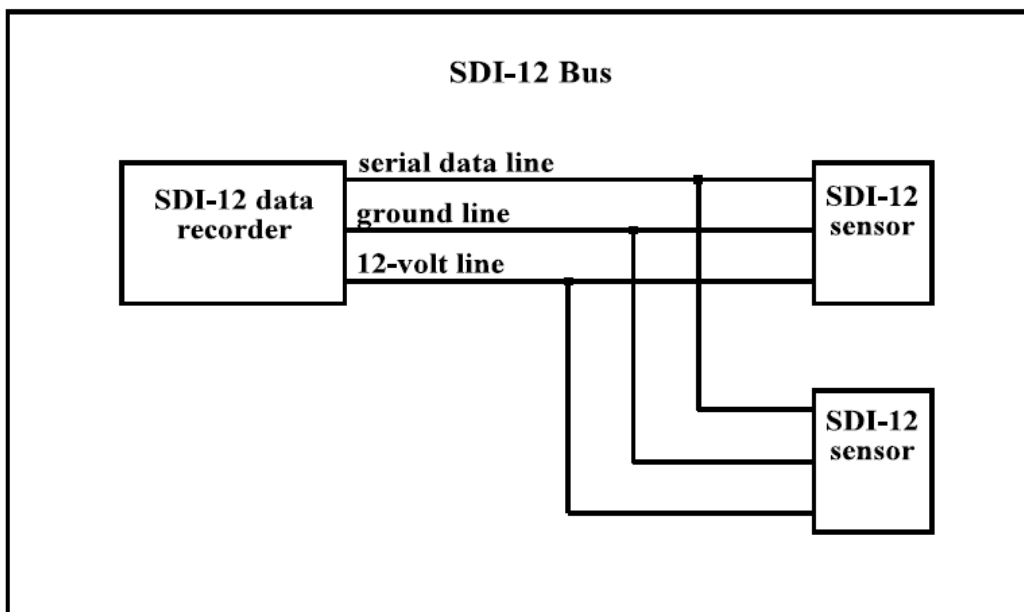 SDI-12 Bus
serial data line
SDI-12 data
recorder
ground line
12-volt line
SDI-12
sensor
SDI-12
sensor